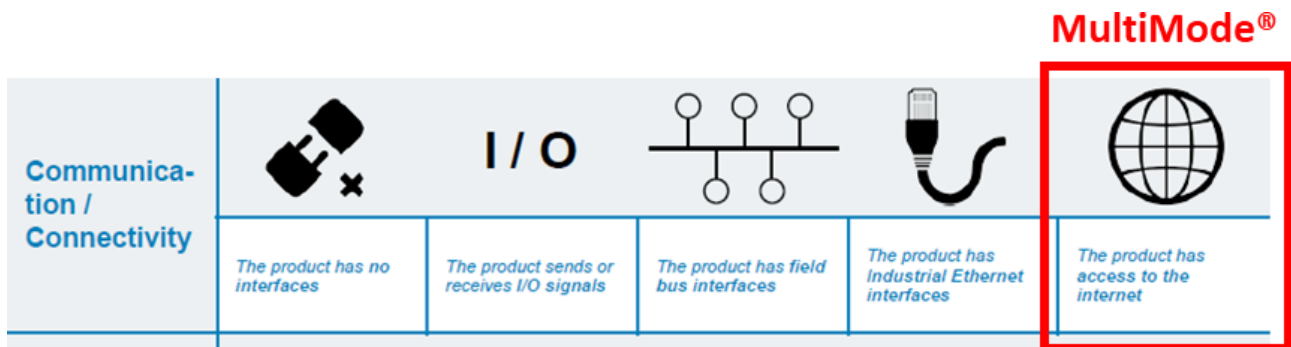 MultiMode®
I / O
Communica-
tion /
Connectivity
The product has no
interfaces
The product sends or
receives I/O signals
The product has field
bus interfaces
The product has
Industrial Ethernet
interfaces
The product has
access to the
internet